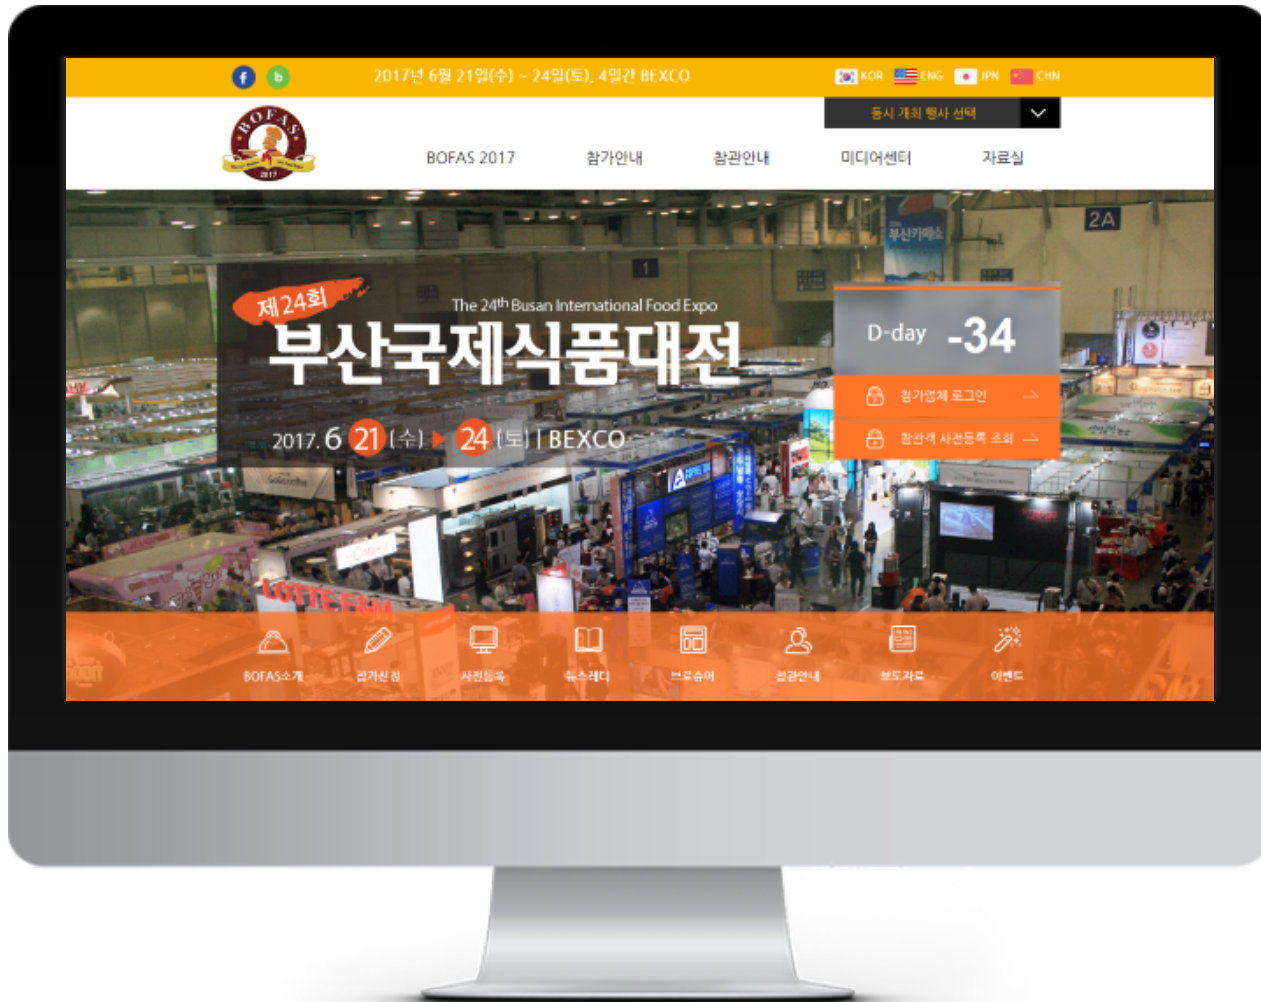 2017년 6월 21일(수) ~ 24일(토), 4일간 BEXCO
KOR ENG JPN CHN
동시 개최 행사 선택
BOFAS
2017
BOFAS 2017 참가안내 참관안내 미디어센터 자료실
2A
1
제24회
The 24th Busan International Food Expo
부산국제식품대전
2017. 6 21 (수) ▶ 24 (토) | BEXCO
D-day -34
참가업체 로그인
참관객 사전등록 조회
LOTTE F&M
BOFAS소개 참가신청 사전등록 뉴스레터 브로슈어 참관안내 보도자료 이벤트